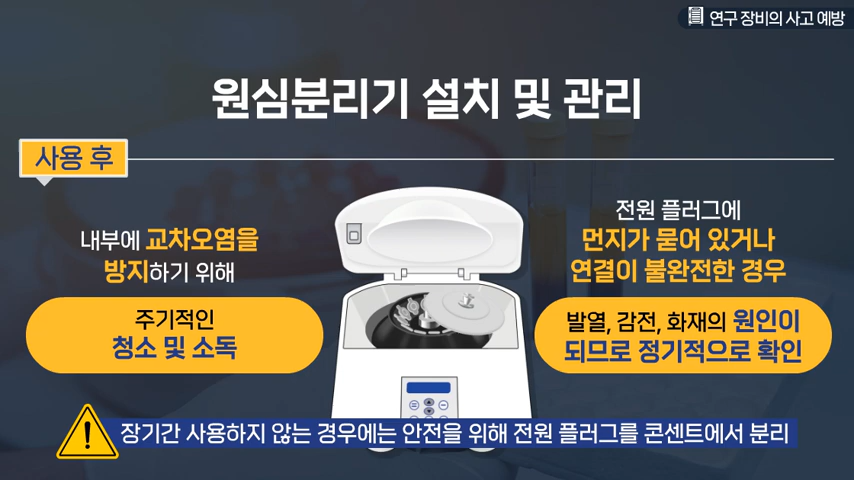 연구 장비의 사고 예방
원심분리기 설치 및 관리
사용 후
내부에 교차오염을
방지하기 위해
주기적인
청소 및 소독
전원 플러그에
먼지가 묻어 있거나
연결이 불완전한 경우
발열, 감전, 화재의 원인이
되므로 정기적으로 확인
장기간 사용하지 않는 경우에는 안전을 위해 전원 플러그를 콘센트에서 분리